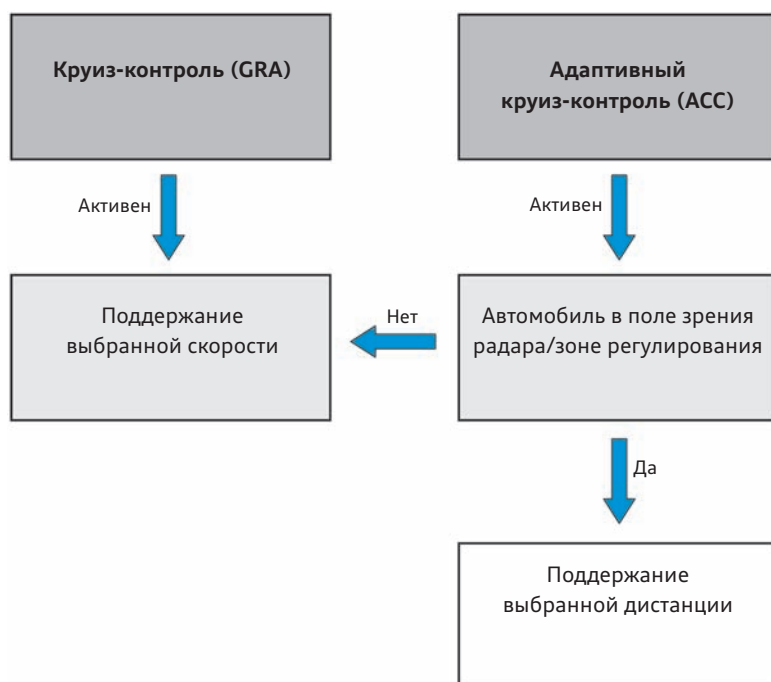 Круиз-контроль (GRA)
Адаптивный
круиз-контроль (ACC)
Активен
Активен
Поддержание
выбранной скорости
Нет
Автомобиль в поле зрения
радара/зоне регулирования
Да
Поддержание
выбранной дистанции